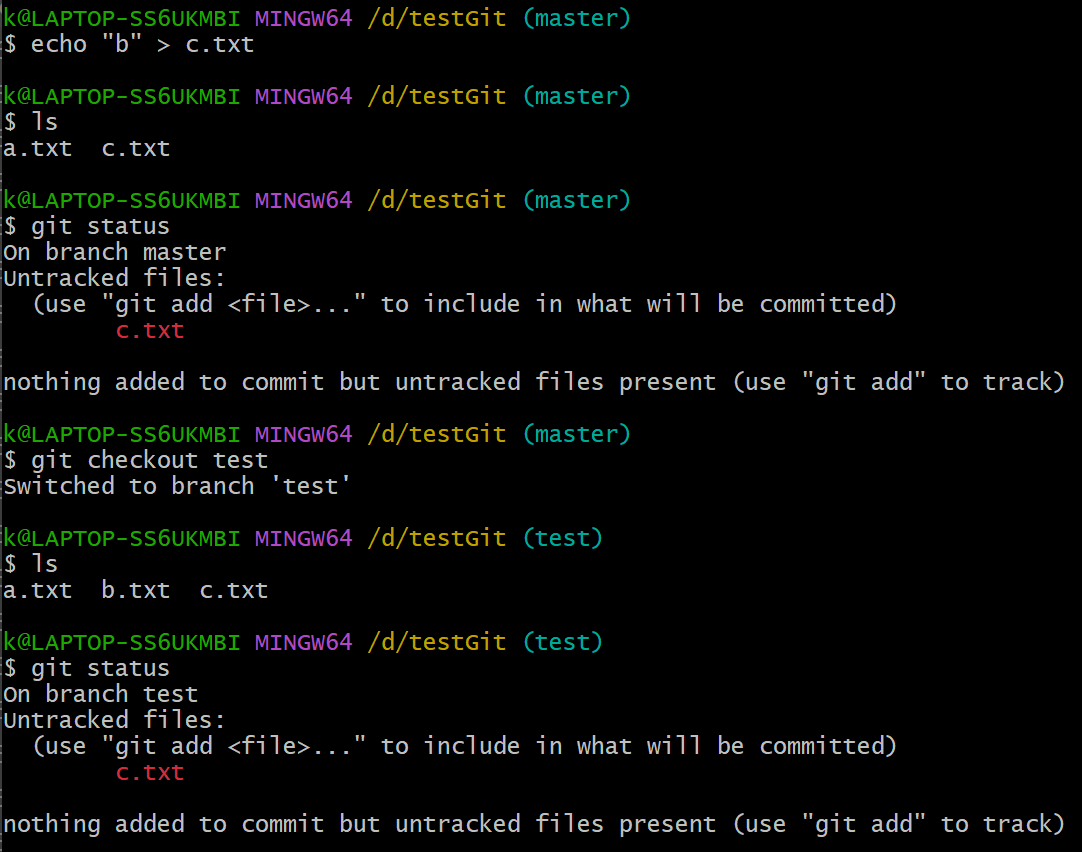 k@LAPTOP-SS6UKMBI MINGW64 /d/testGit (master)
$ echo "b" > c.txt
k@LAPTOP-SS6UKMBI MINGW64 /d/testGit (master)
$ ls
a.txt  c.txt
k@LAPTOP-SS6UKMBI MINGW64 /d/testGit (master)
$ git status
On branch master
Untracked files:
  (use "git add <file>..." to include in what will be committed)
        c.txt
nothing added to commit but untracked files present (use "git add" to track)
k@LAPTOP-SS6UKMBI MINGW64 /d/testGit (master)
$ git checkout test
Switched to branch 'test'
k@LAPTOP-SS6UKMBI MINGW64 /d/testGit (test)
$ ls
a.txt  b.txt  c.txt
k@LAPTOP-SS6UKMBI MINGW64 /d/testGit (test)
$ git status
On branch test
Untracked files:
  (use "git add <file>..." to include in what will be committed)
        c.txt
nothing added to commit but untracked files present (use "git add" to track)